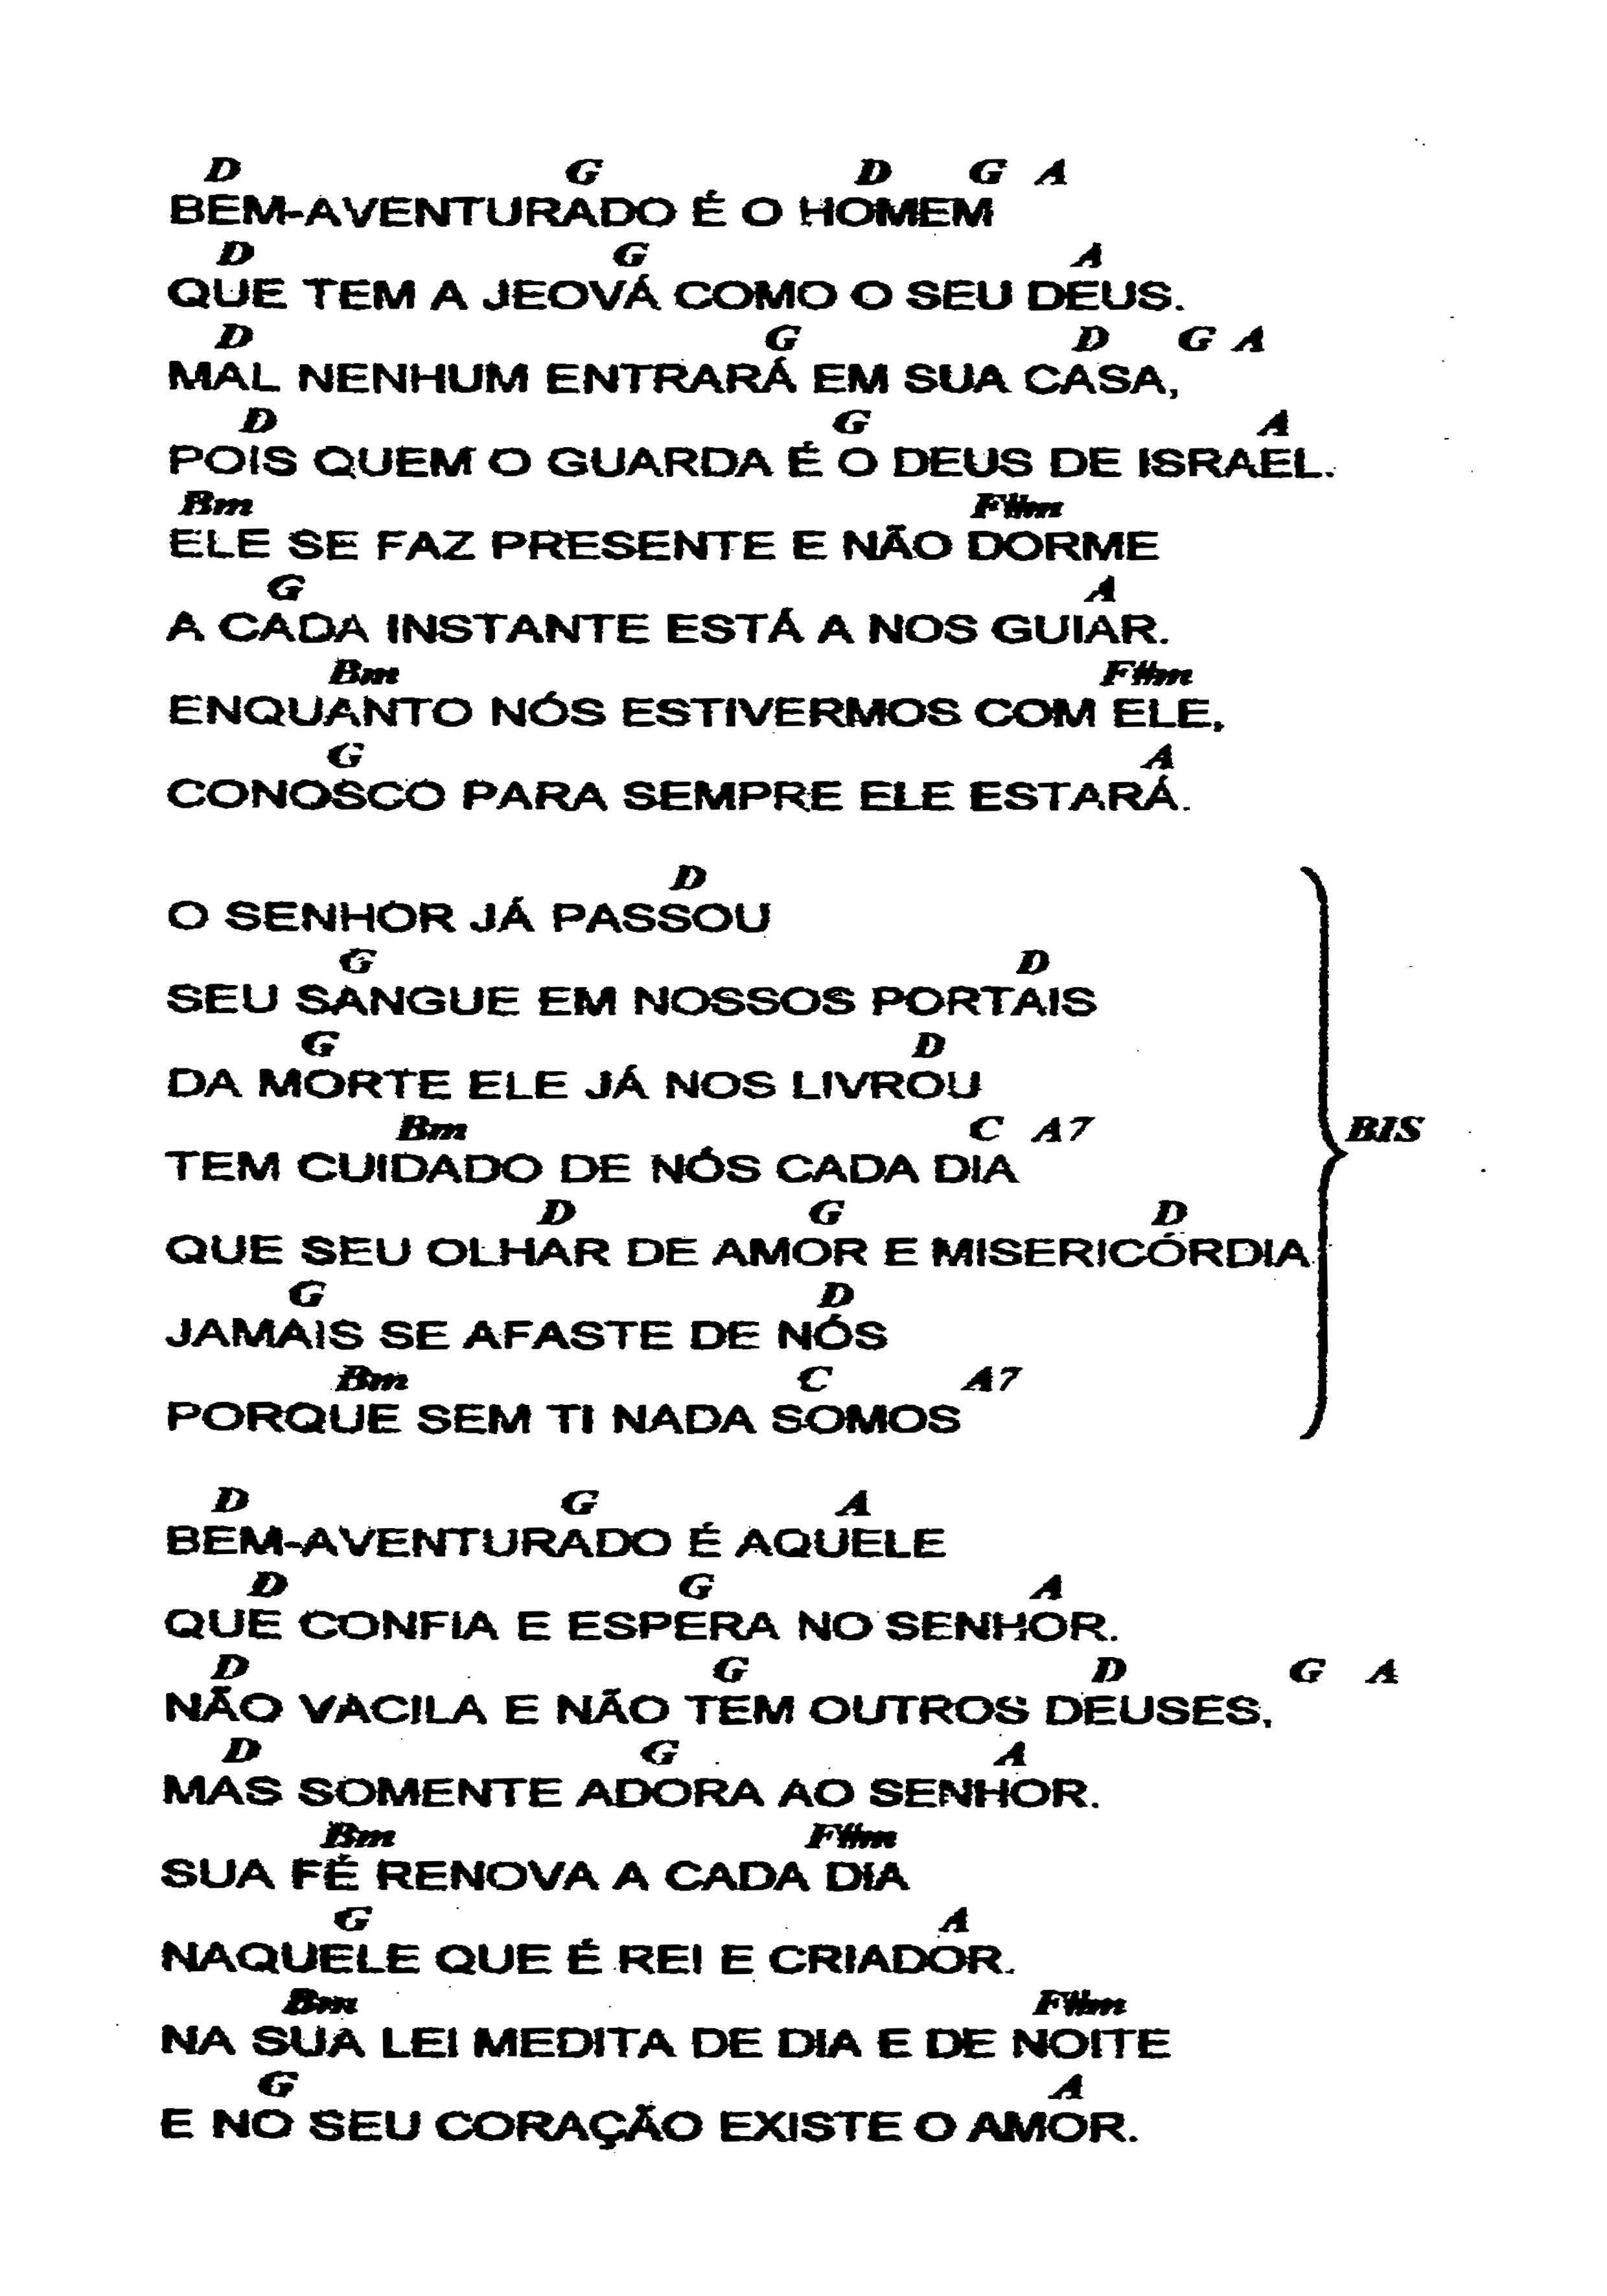 D G D G A
BEM-AVENTURADO É O HOMEM
D G A
QUE TEM A JEOVÁ COMO O SEU DEUS.
D G D G A
MAL NENHUM ENTRARÁ EM SUA CASA,
D G A
POIS QUEM O GUARDA É O DEUS DE ISRAEL.
Bm F#m
ELE SE FAZ PRESENTE E NÃO DORME
G A
A CADA INSTANTE ESTÁ A NOS GUIAR.
Bm F#m
ENQUANTO NÓS ESTIVERMOS COM ELE,
G A
CONOSCO PARA SEMPRE ELE ESTARÁ.
D
O SENHOR JÁ PASSOU
G D
SEU SANGUE EM NOSSOS PORTAIS
G D
DA MORTE ELE JÁ NOS LIVROU
Bm C A7 BIS
TEM CUIDADO DE NÓS CADA DIA
D G D
QUE SEU OLHAR DE AMOR E MISERICÓRDIA
G D
JAMAIS SE AFASTE DE NÓS
Bm C A7
PORQUE SEM TI NADA SOMOS
D G A
BEM-AVENTURADO É AQUELE
D G A
QUE CONFIA E ESPERA NO SENHOR.
D G D G A
NÃO VACILA E NÃO TEM OUTROS DEUSES,
D G A
MAS SOMENTE ADORA AO SENHOR.
Bm F#m
SUA FÉ RENOVA A CADA DIA
G A
NAQUELE QUE É REI E CRIADOR.
Bm F#m
NA SUA LEI MEDITA DE DIA E DE NOITE
G A
E NO SEU CORAÇÃO EXISTE O AMOR.